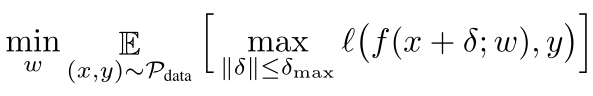 min_w 𝔼_{(x,y)∼𝒫_data} [ max_{‖δ‖≤δ_max} ℓ(f(x + δ; w), y) ]